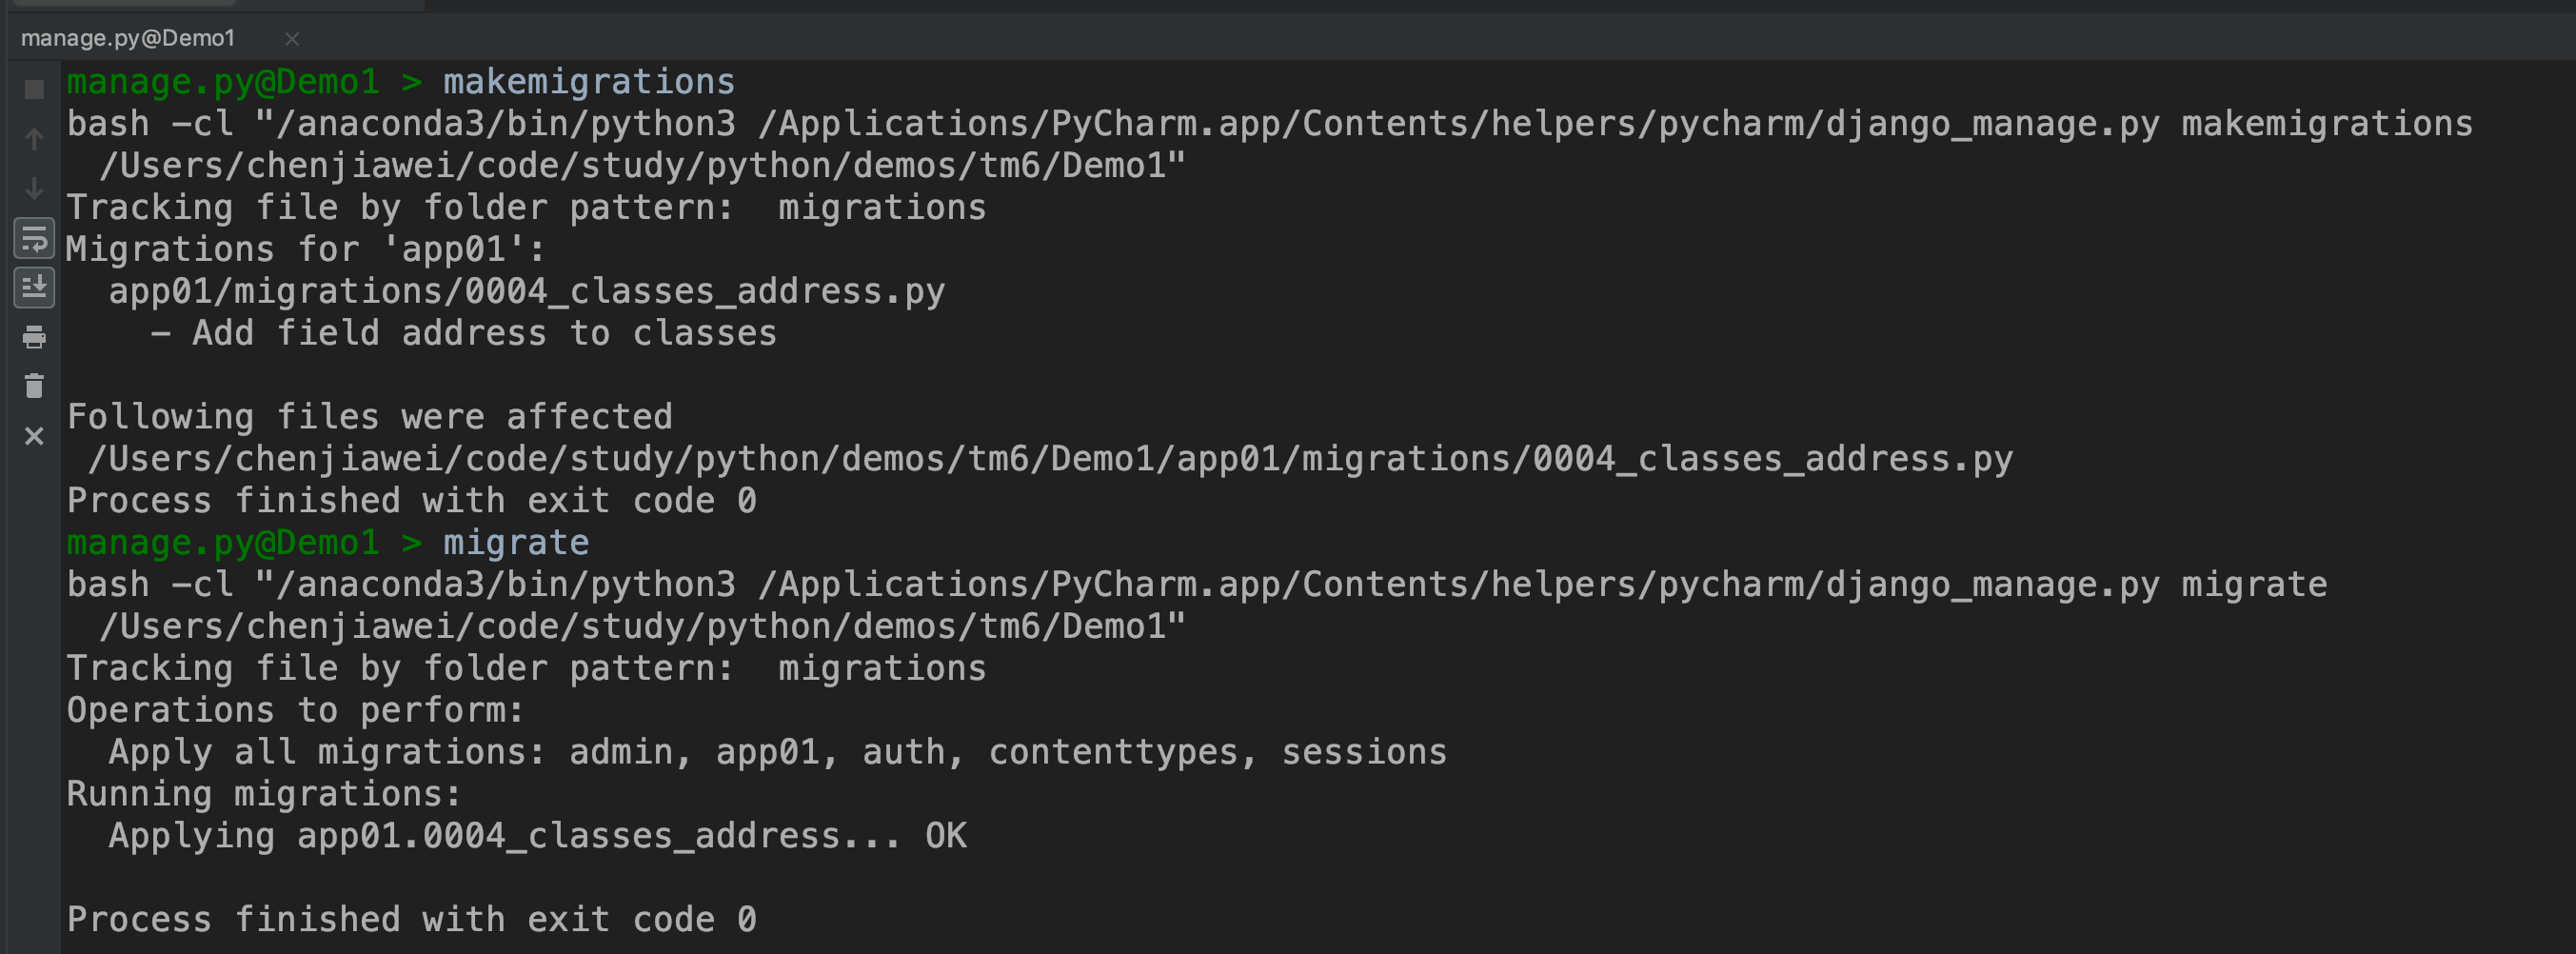 manage.py@Demo1
manage.py@Demo1 > makemigrations
bash -cl "/anaconda3/bin/python3 /Applications/PyCharm.app/Contents/helpers/pycharm/django_manage.py makemigrations
/Users/chenjiawei/code/study/python/demos/tm6/Demo1"
Tracking file by folder pattern:  migrations
Migrations for 'app01':
  app01/migrations/0004_classes_address.py
    - Add field address to classes
Following files were affected
 /Users/chenjiawei/code/study/python/demos/tm6/Demo1/app01/migrations/0004_classes_address.py
Process finished with exit code 0
manage.py@Demo1 > migrate
bash -cl "/anaconda3/bin/python3 /Applications/PyCharm.app/Contents/helpers/pycharm/django_manage.py migrate
/Users/chenjiawei/code/study/python/demos/tm6/Demo1"
Tracking file by folder pattern:  migrations
Operations to perform:
  Apply all migrations: admin, app01, auth, contenttypes, sessions
Running migrations:
  Applying app01.0004_classes_address... OK
Process finished with exit code 0